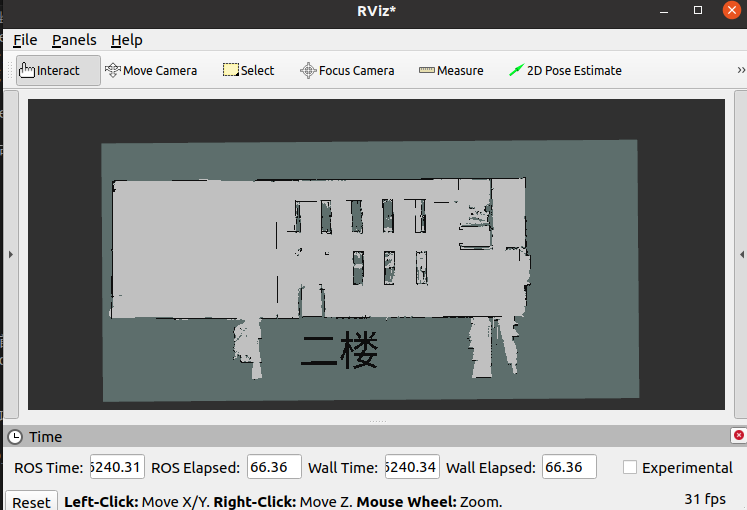 RViz*
File Panels Help
Interact Move Camera Select Focus Camera Measure 2D Pose Estimate »
二楼
Time
ROS Time: 6240.31 ROS Elapsed: 66.36 Wall Time: 6240.34 Wall Elapsed: 66.36 Experimental
Reset Left-Click: Move X/Y. Right-Click: Move Z. Mouse Wheel: Zoom. 31 fps